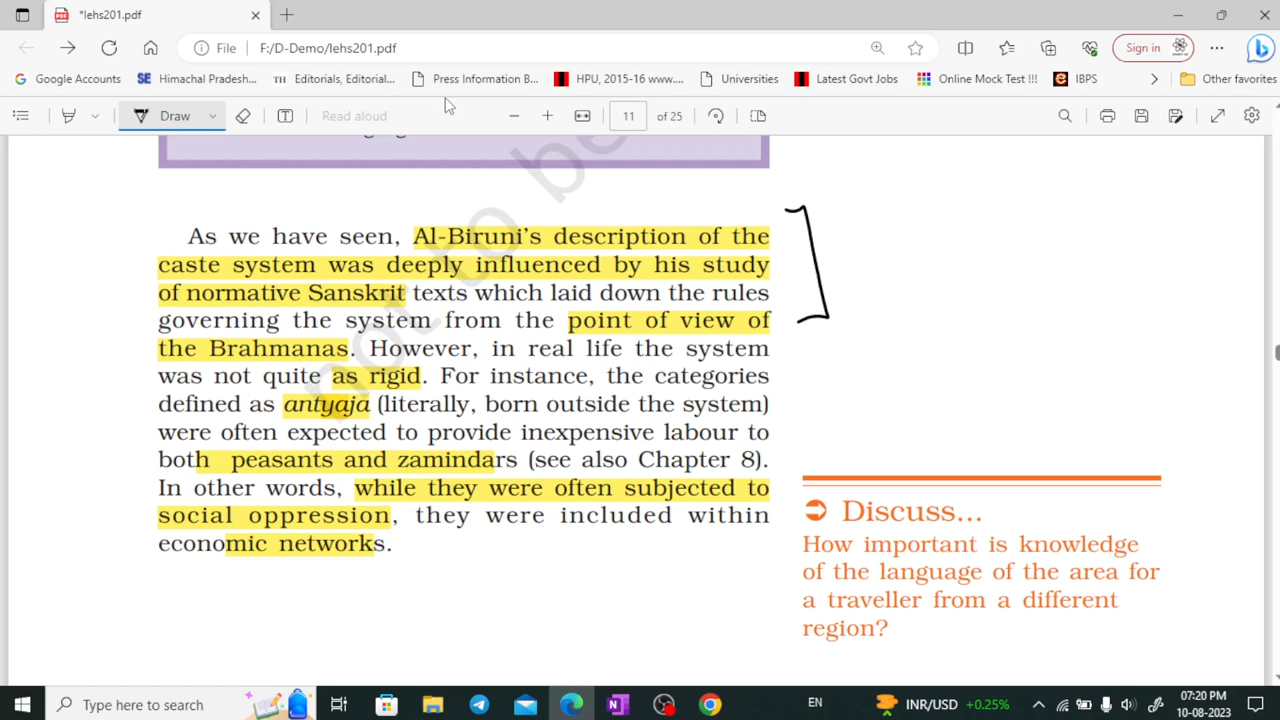 *lehs201.pdf
File F:/D-Demo/lehs201.pdf
Sign in
Google Accounts
SE Himachal Pradesh...
TH Editorials, Editorial...
Press Information B...
HPU, 2015-16 www....
Universities
Latest Govt Jobs
Online Mock Test !!!
IBPS
Other favorites
Draw
Read aloud
11 of 25
not to be
As we have seen, Al-Biruni's description of the
caste system was deeply influenced by his study
of normative Sanskrit texts which laid down the rules
governing the system from the point of view of
the Brahmanas. However, in real life the system
was not quite as rigid. For instance, the categories
defined as antyaja (literally, born outside the system)
were often expected to provide inexpensive labour to
both peasants and zamindars (see also Chapter 8).
In other words, while they were often subjected to
social oppression, they were included within
economic networks.
Discuss...
How important is knowledge
of the language of the area for
a traveller from a different
region?
Type here to search
EN
INR/USD +0.25%
07:20 PM
10-08-2023